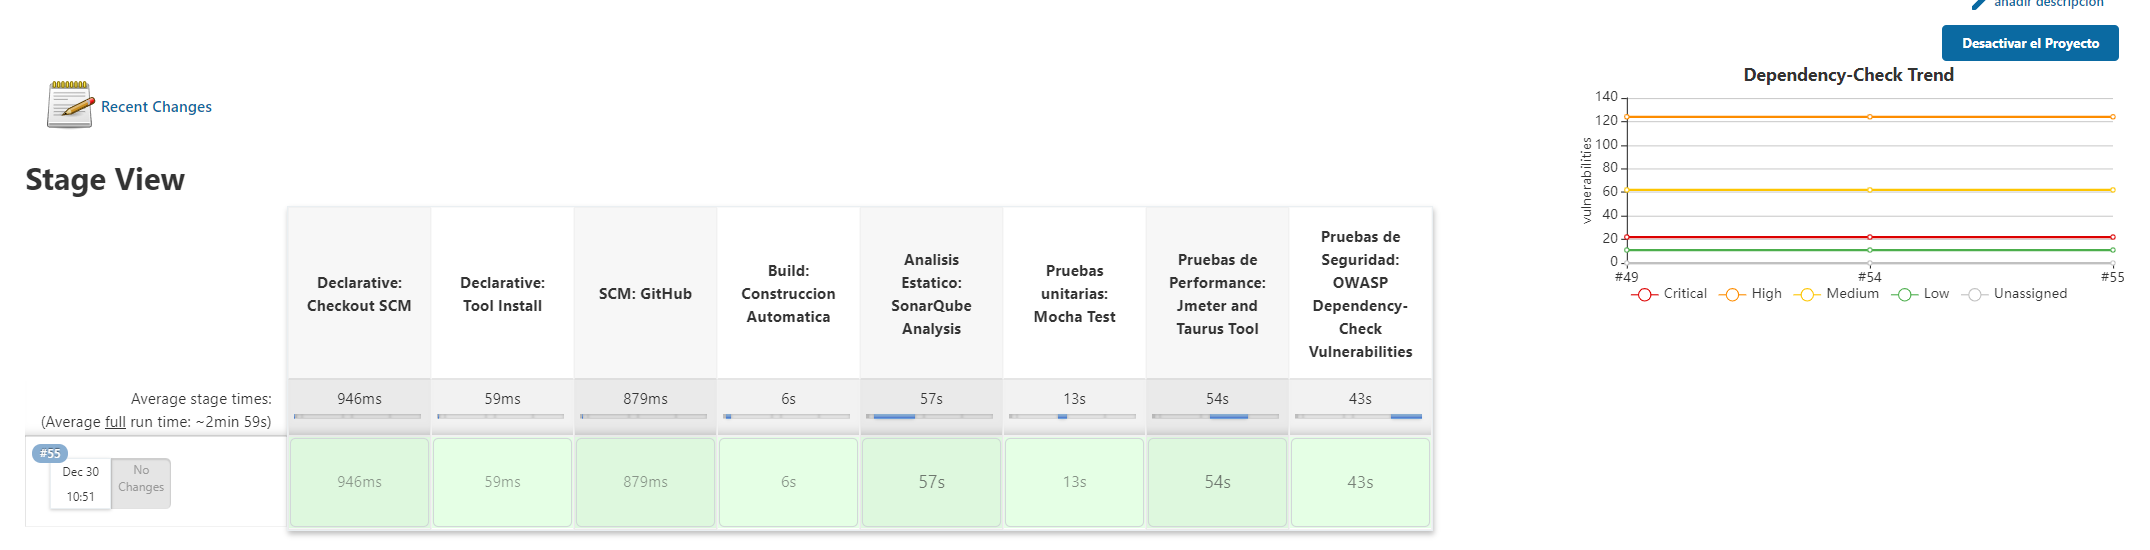 añadir descripción
Desactivar el Proyecto
Recent Changes
Stage View
Declarative:
Checkout SCM
Declarative:
Tool Install
SCM: GitHub
Build:
Construccion
Automatica
Analisis
Estatico:
SonarQube
Analysis
Pruebas
unitarias:
Mocha Test
Pruebas de
Performance:
Jmeter and
Taurus Tool
Pruebas de
Seguridad:
OWASP
Dependency-
Check
Vulnerabilities
Average stage times:
946ms 59ms 879ms 6s 57s 13s 54s 43s
(Average full run time: ~2min 59s)
#55
Dec 30
10:51
No
Changes
946ms 59ms 879ms 6s 57s 13s 54s 43s
Dependency-Check Trend
vulnerabilities
140
120
100
80
60
40
20
0
#49 #54 #55
Critical High Medium Low Unassigned